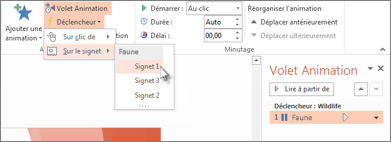 Ajouter une
animation
Volet Animation
Déclencheur
Sur clic de
Sur le signet
Faune
Signet 1
Signet 3
Signet 2
Démarrer : Au clic
Durée : Auto
Délai : 00,00
Réorganiser l'animation
Déplacer antérieurement
Déplacer ultérieurement
Minutage
Volet Animation
Lire à partir de
Déclencheur : Wildlife
1 Faune